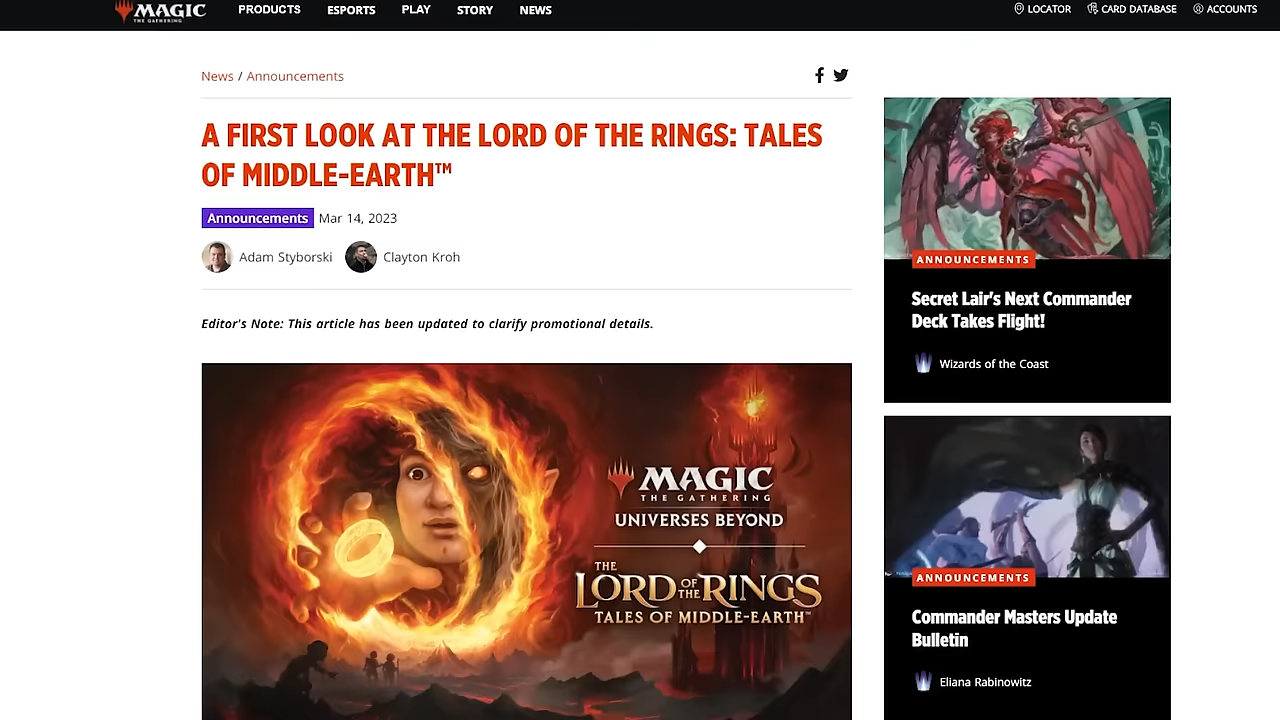 MAGIC
THE GATHERING
PRODUCTS
ESPORTS
PLAY
STORY
NEWS
LOCATOR
CARD DATABASE
ACCOUNTS
News / Announcements
A FIRST LOOK AT THE LORD OF THE RINGS: TALES
OF MIDDLE-EARTH™
Announcements Mar 14, 2023
Adam Styborski
Clayton Kroh
Editor's Note: This article has been updated to clarify promotional details.
MAGIC
THE GATHERING
UNIVERSES BEYOND
THE
LORD OF THE RINGS
TALES OF MIDDLE-EARTH™
ANNOUNCEMENTS
Secret Lair's Next Commander
Deck Takes Flight!
Wizards of the Coast
ANNOUNCEMENTS
Commander Masters Update
Bulletin
Eliana Rabinowitz